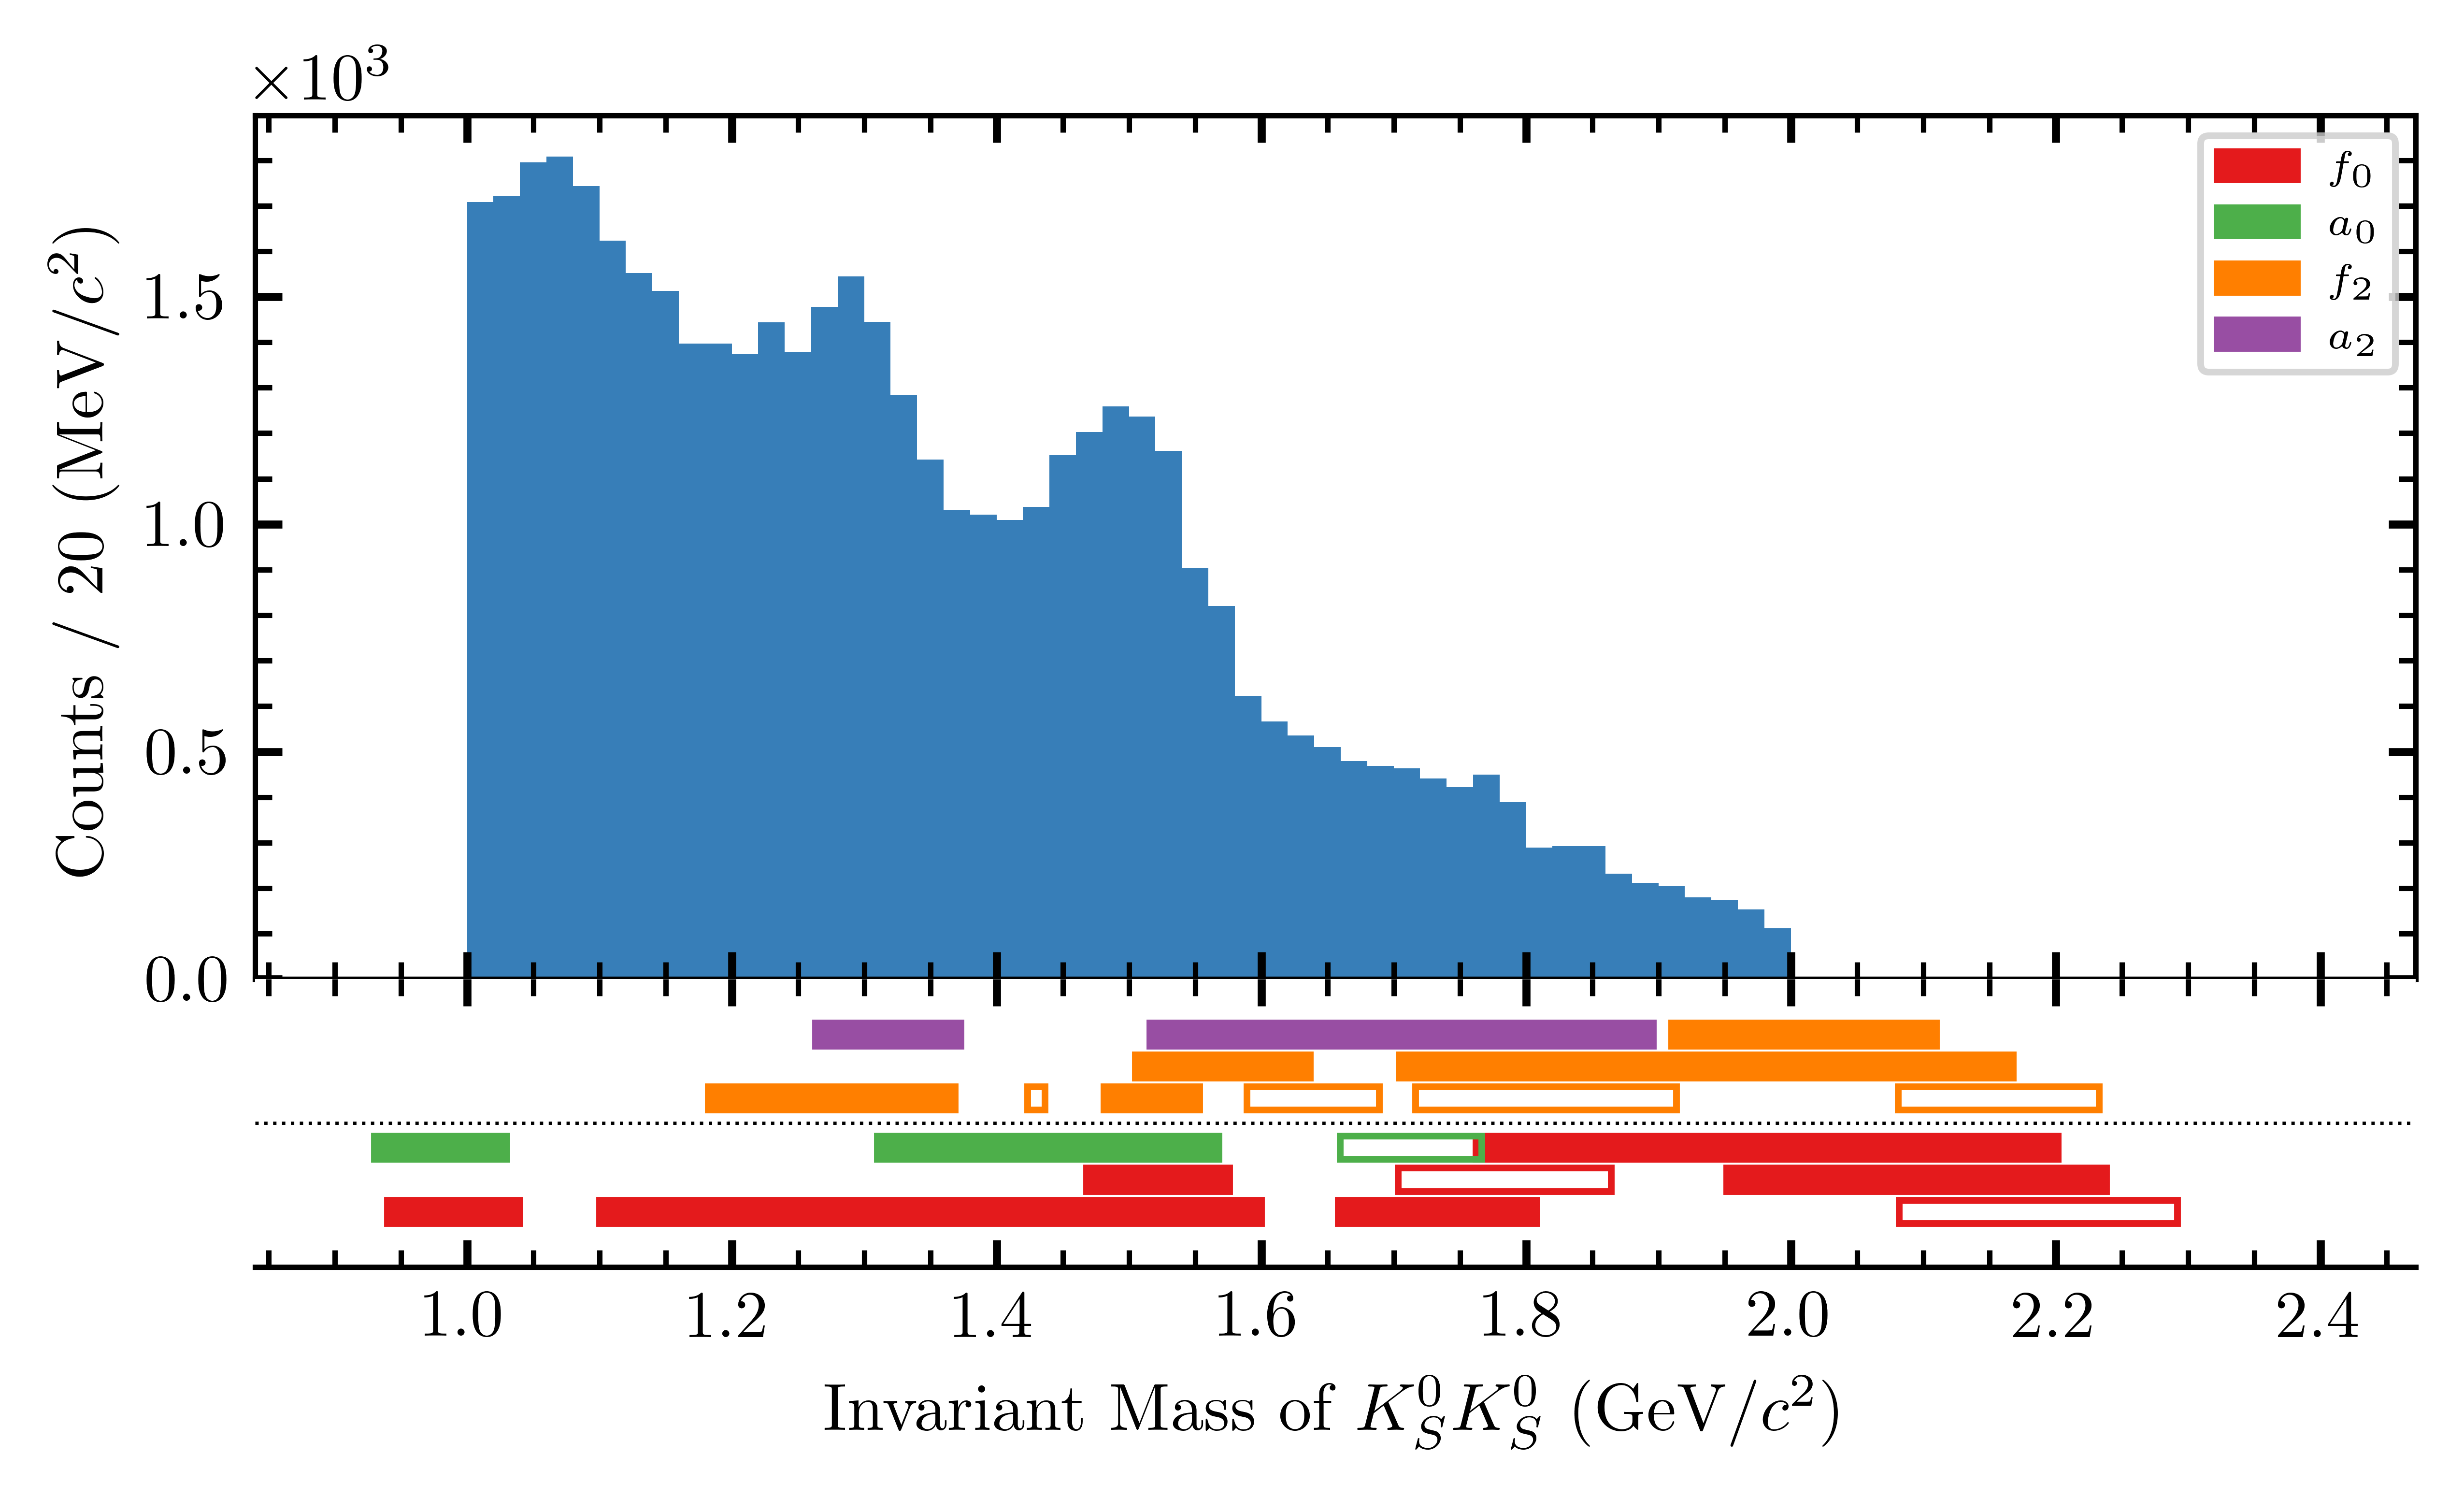 ×10³
Counts / 20 (MeV/c²)
1.5
1.0
0.5
0.0
f₀
a₀
f₂
a₂
1.0 1.2 1.4 1.6 1.8 2.0 2.2 2.4
Invariant Mass of K⁰_S K⁰_S (GeV/c²)